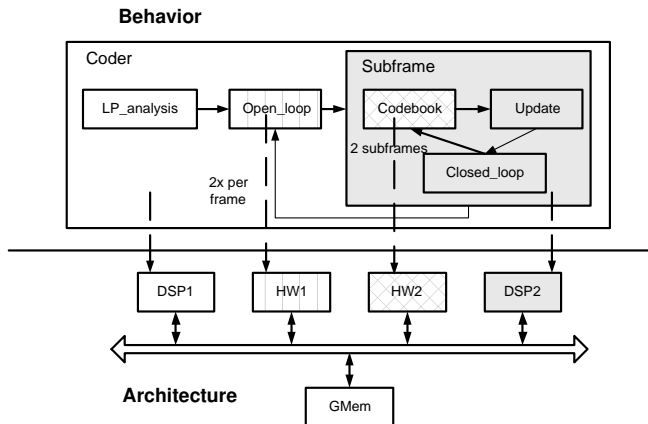 Behavior
Coder
Subframe
LP_analysis
Open_loop
Codebook
Update
2 subframes
Closed_loop
2x per
frame
DSP1
HW1
HW2
DSP2
Architecture
GMem